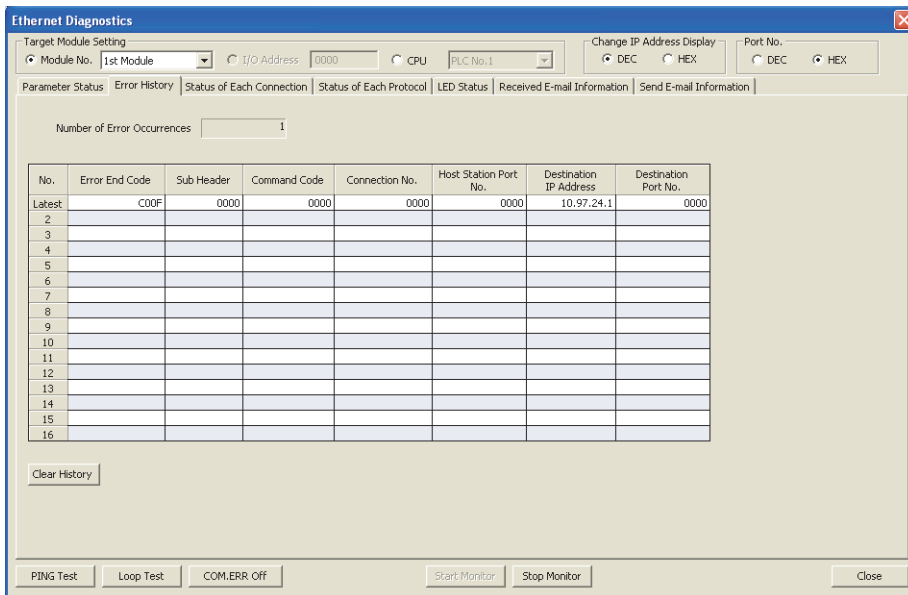 Ethernet Diagnostics
Target Module Setting
Module No. 1st Module I/O Address 0000 CPU PLC No.1
Change IP Address Display
DEC HEX
Port No.
DEC HEX
Parameter Status Error History Status of Each Connection Status of Each Protocol LED Status Received E-mail Information Send E-mail Information
Number of Error Occurrences 1
No. Error End Code Sub Header Command Code Connection No. Host Station Port No. Destination IP Address Destination Port No.
Latest C00F 0000 0000 0000 0000 10.97.24.1 0000
2
3
4
5
6
7
8
9
10
11
12
13
14
15
16
Clear History
PING Test Loop Test COM.ERR Off Start Monitor Stop Monitor Close